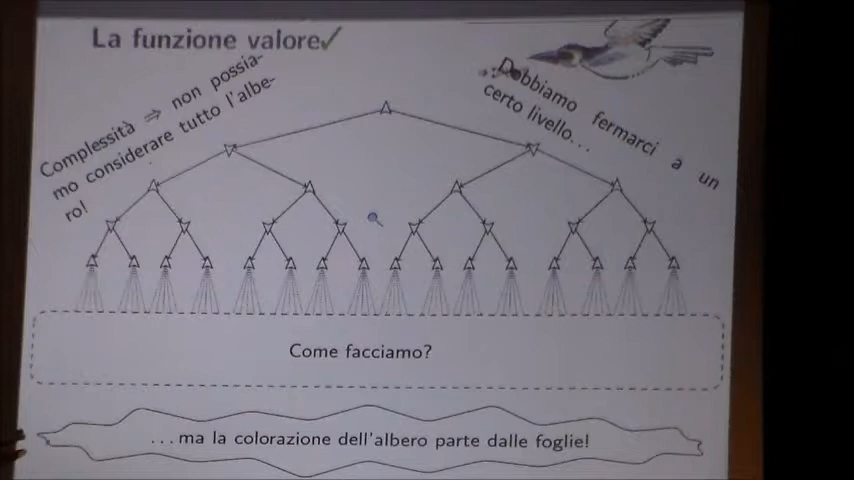 La funzione valore✓
Complessità ⇒ non possia-
mo considerare tutto l'albe-
ro!
Dobbiamo fermarci a un
certo livello...
Come facciamo?
...ma la colorazione dell'albero parte dalle foglie!